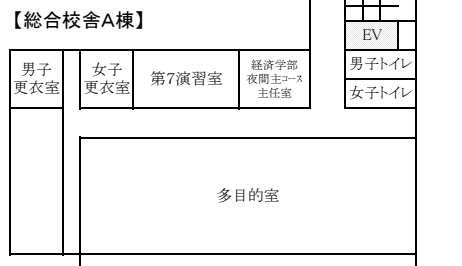 【総合校舎A棟】
EV
男子
更衣室
女子
更衣室
第7演習室
経済学部
夜間主コース
主任室
男子トイレ
女子トイレ
多目的室